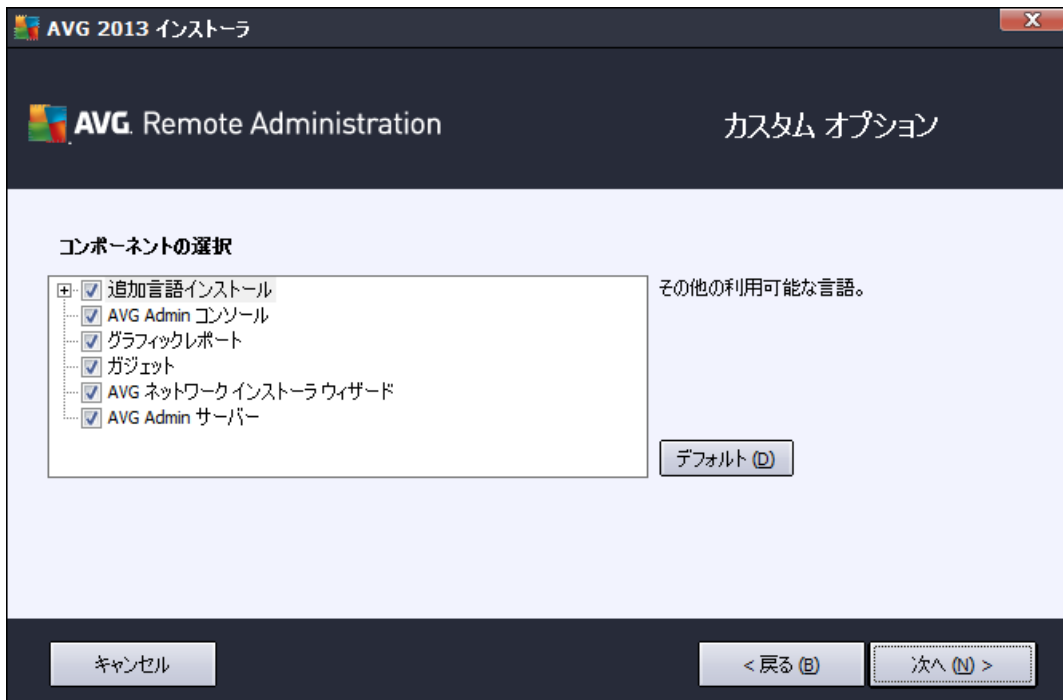 AVG 2013 インストーラ
AVG. Remote Administration
カスタム オプション
コンポーネントの選択
追加言語インストール
AVG Admin コンソール
グラフィックレポート
ガジェット
AVG ネットワークインストーラ ウィザード
AVG Admin サーバー
その他の利用可能な言語。
デフォルト (D)
キャンセル
< 戻る (B)
次へ (N) >